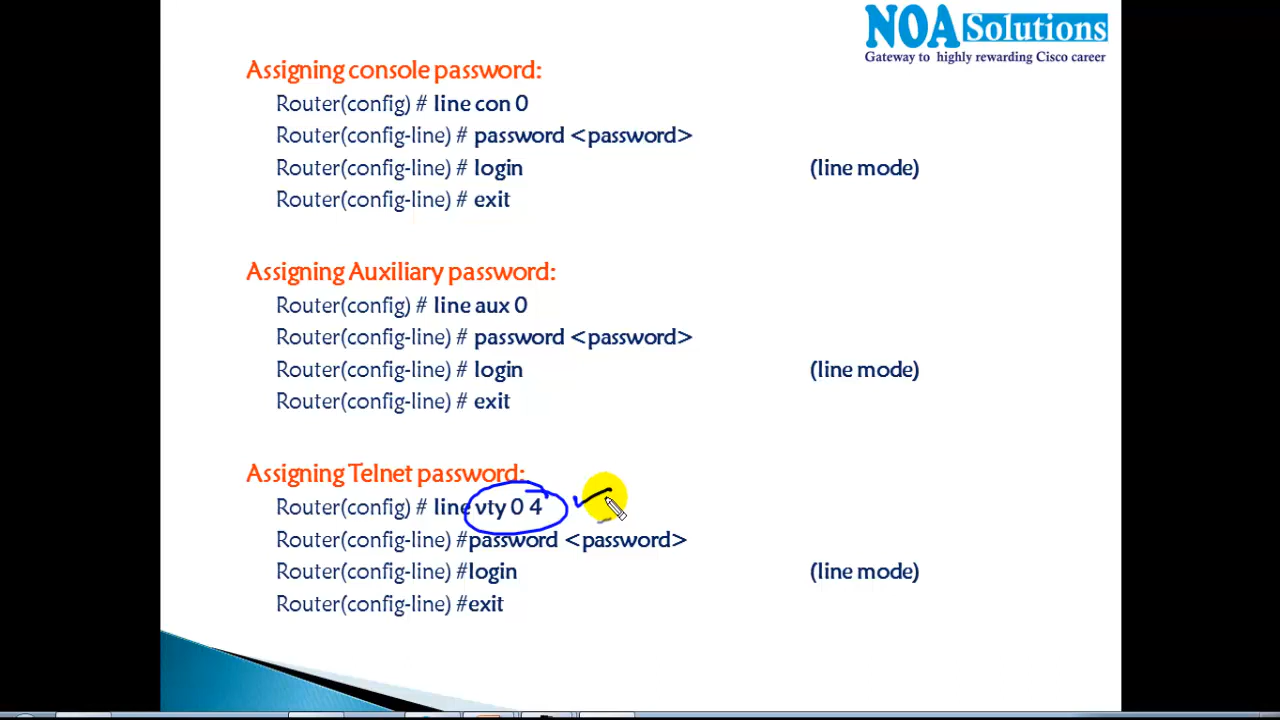 NOA Solutions
Gateway to highly rewarding Cisco career
Assigning console password:
Router(config) # line con 0
Router(config-line) # password <password>
Router(config-line) # login (line mode)
Router(config-line) # exit
Assigning Auxiliary password:
Router(config) # line aux 0
Router(config-line) # password <password>
Router(config-line) # login (line mode)
Router(config-line) # exit
Assigning Telnet password:
Router(config) # line vty 0 4
Router(config-line) #password <password>
Router(config-line) #login (line mode)
Router(config-line) #exit